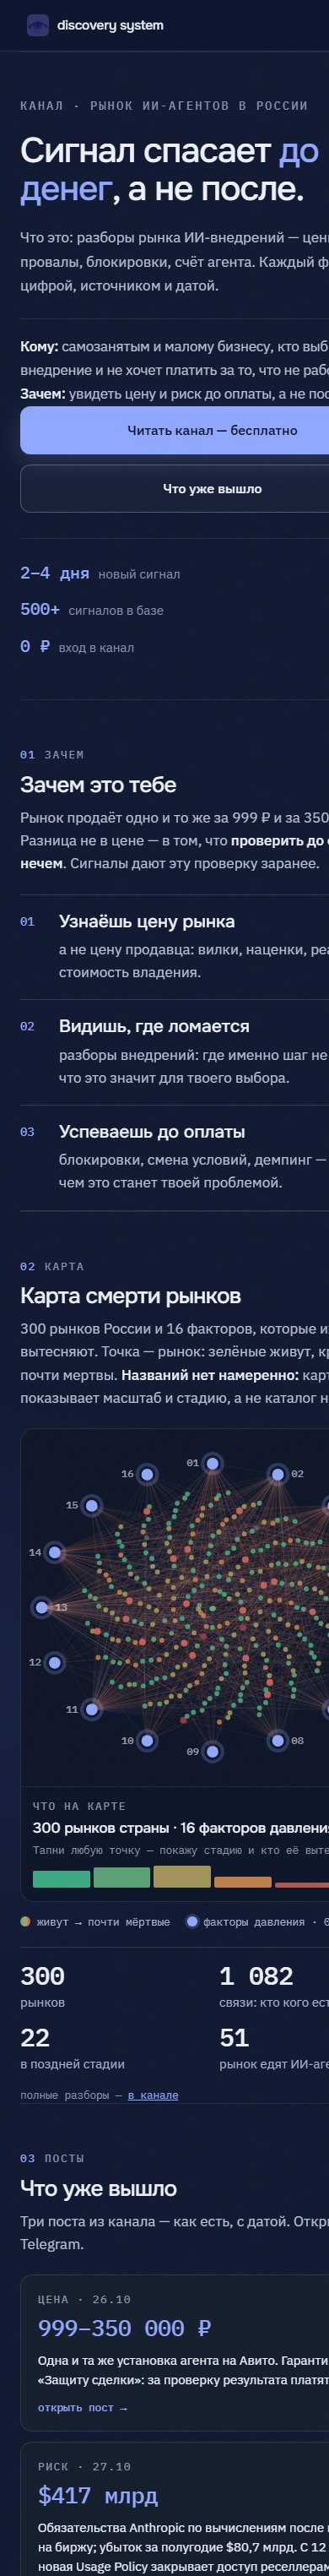 discovery system
КАНАЛ · РЫНОК ИИ-АГЕНТОВ В РОССИИ
Сигнал спасает до
денег, а не после.
Что это: разборы рынка ИИ-внедрений — цен
провалы, блокировки, счёт агента. Каждый ф
цифрой, источником и датой.
Кому: самозанятым и малому бизнесу, кто выб
внедрение и не хочет платить за то, что не раб
Зачем: увидеть цену и риск до оплаты, а не пос
Читать канал — бесплатно
Что уже вышло
2–4 дня новый сигнал
500+ сигналов в базе
0 ₽ вход в канал
01 ЗАЧЕМ
Зачем это тебе
Рынок продаёт одно и то же за 999 ₽ и за 350
Разница не в цене — в том, что проверить до
нечем. Сигналы дают эту проверку заранее.
01 Узнаёшь цену рынка
а не цену продавца: вилки, наценки, реа
стоимость владения.
02 Видишь, где ломается
разборы внедрений: где именно шаг не
что это значит для твоего выбора.
03 Успеваешь до оплаты
блокировки, смена условий, демпинг —
чем это станет твоей проблемой.
02 КАРТА
Карта смерти рынков
300 рынков России и 16 факторов, которые и
вытесняют. Точка — рынок: зелёные живут, кр
почти мертвы. Названий нет намеренно: карт
показывает масштаб и стадию, а не каталог н
01
16
02
15
14
13
12
11
10
08
09
ЧТО НА КАРТЕ
300 рынков страны · 16 факторов давлени
Тапни любую точку — покажу стадию и кто её выте
живут → почти мёртвые факторы давления ·
300
рынков
1 082
связи: кто кого ест
22
в поздней стадии
51
рынок едят ИИ-аге
полные разборы — в канале
03 ПОСТЫ
Что уже вышло
Три поста из канала — как есть, с датой. Откр
Telegram.
ЦЕНА · 26.10
999–350 000 ₽
Одна и та же установка агента на Авито. Гаранти
«Защиту сделки»: за проверку результата платят
открыть пост →
РИСК · 27.10
$417 млрд
Обязательства Anthropic по вычислениям после
на биржу; убыток за полугодие $80,7 млрд. С 12
новая Usage Policy закрывает доступ реселлерам